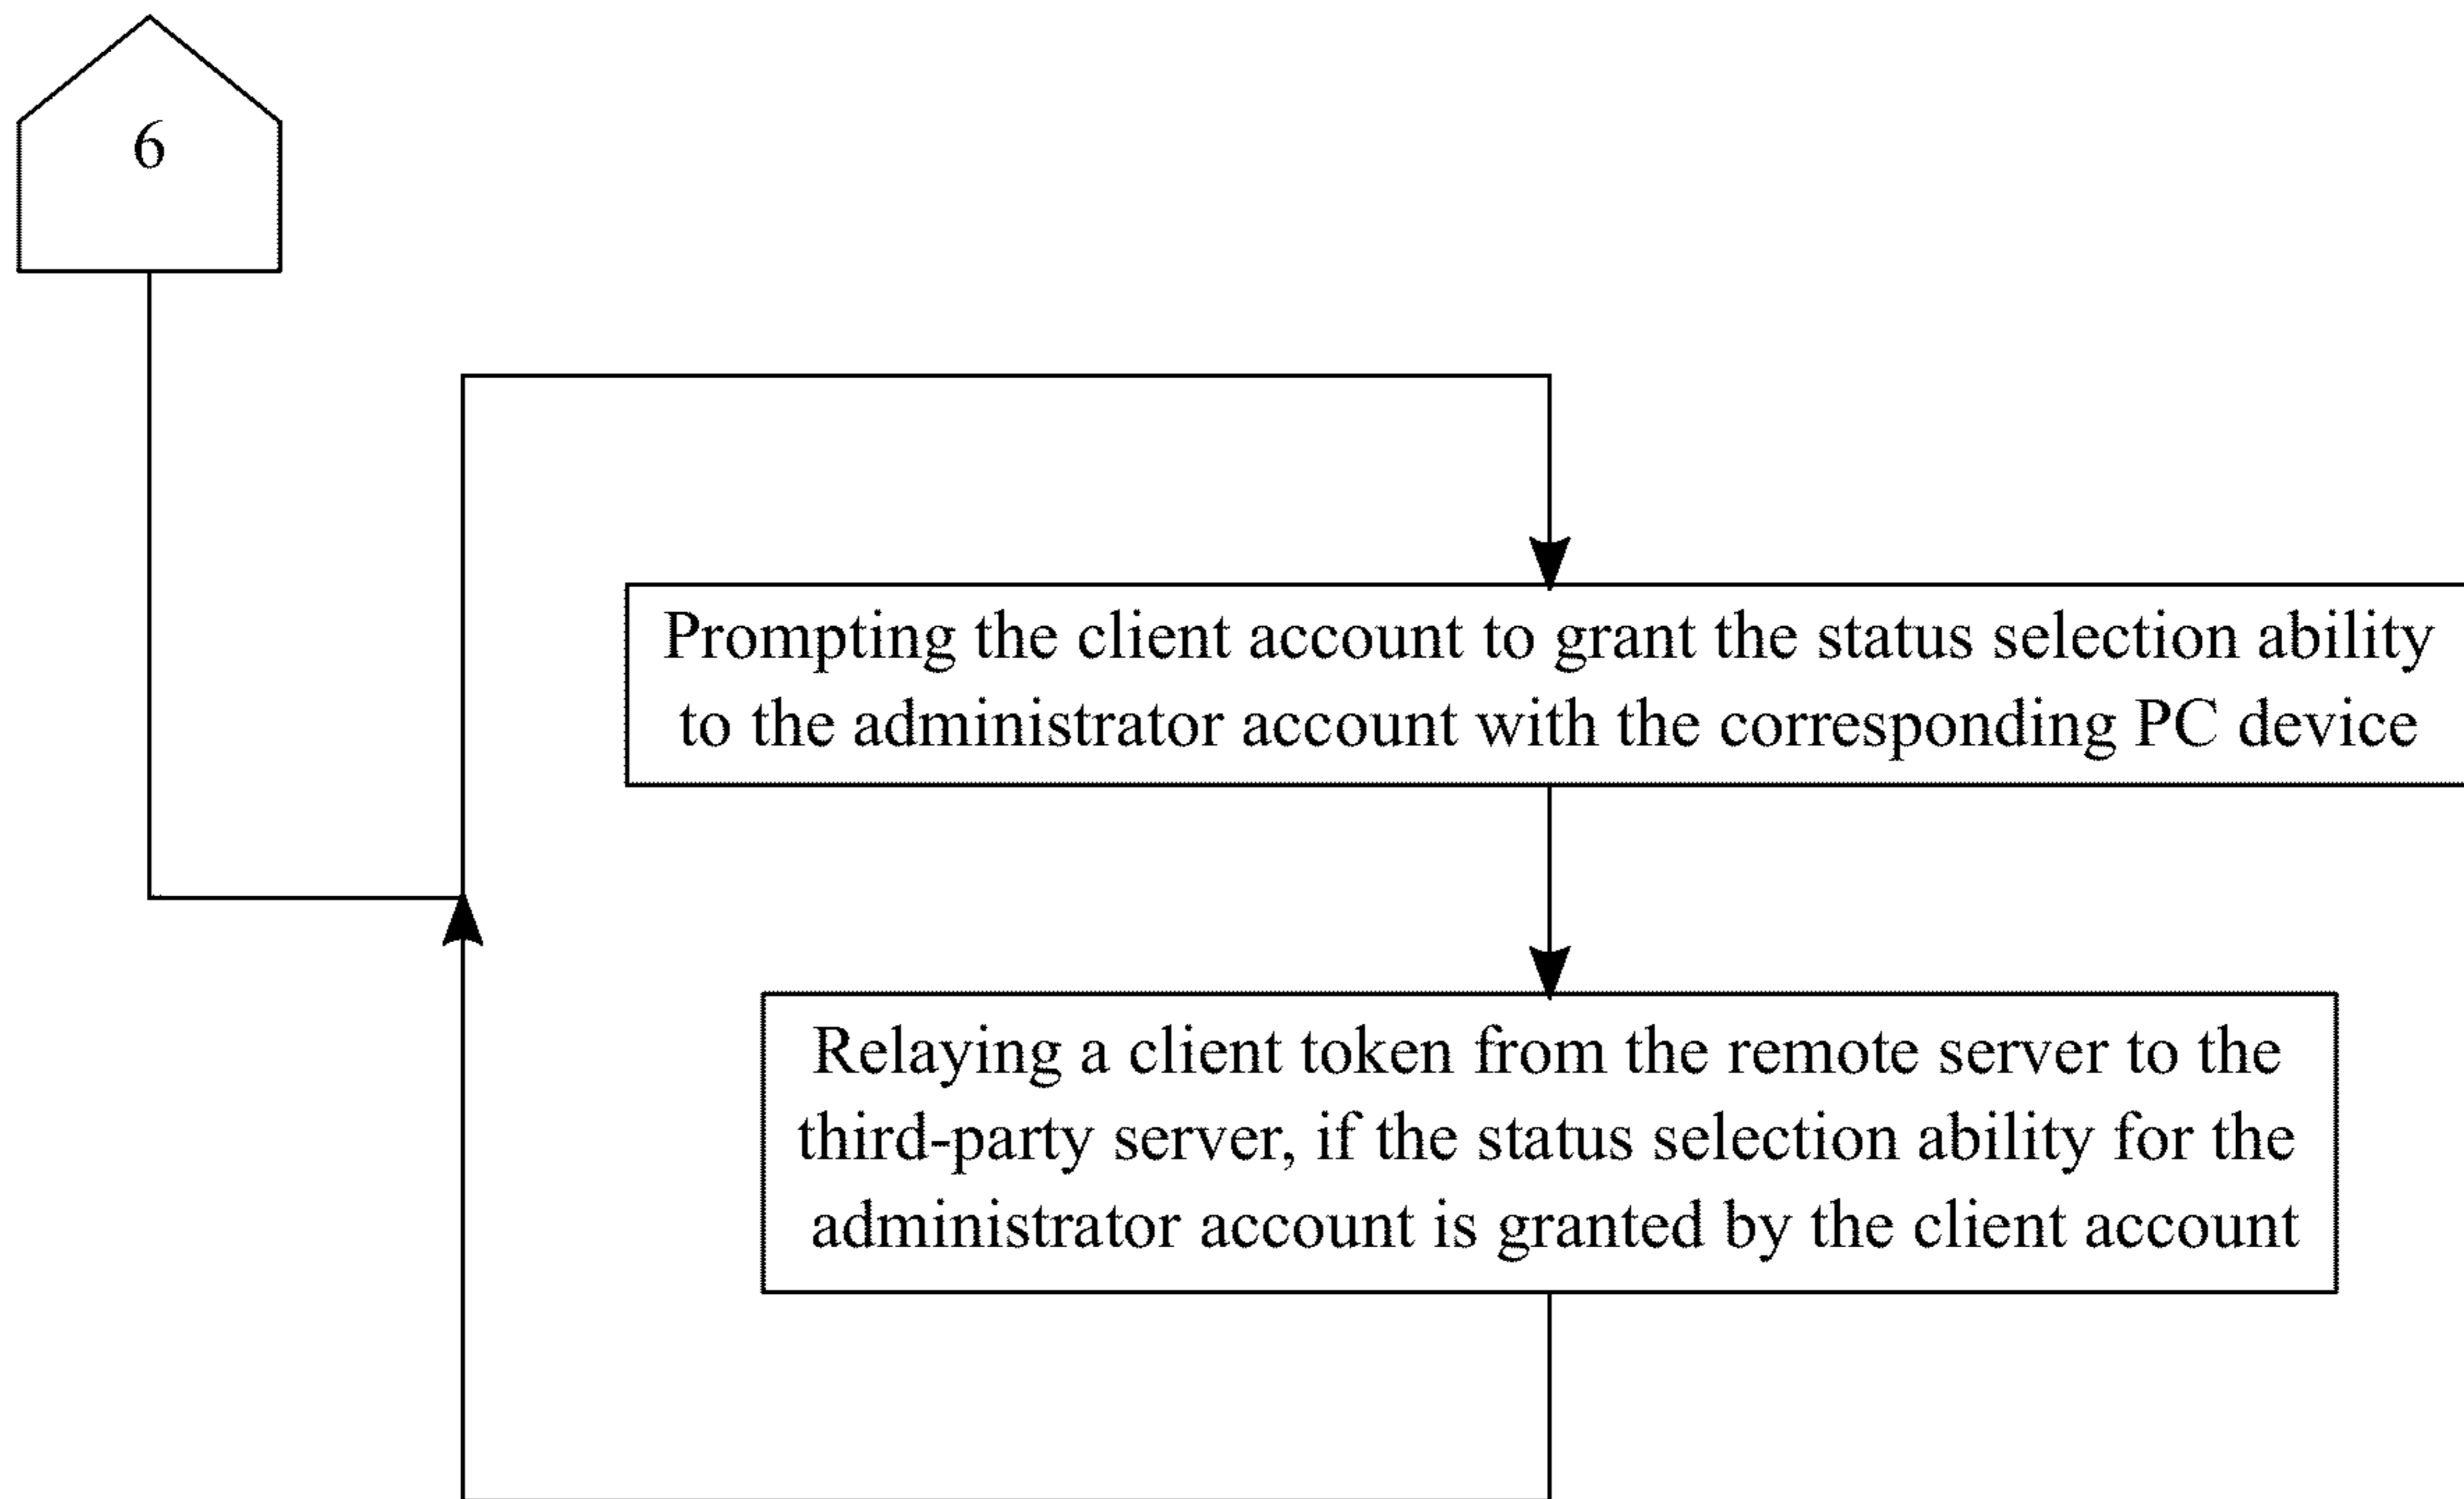 6
Prompting the client account to grant the status selection ability
to the administrator account with the corresponding PC device
Relaying a client token from the remote server to the
third-party server, if the status selection ability for the
administrator account is granted by the client account